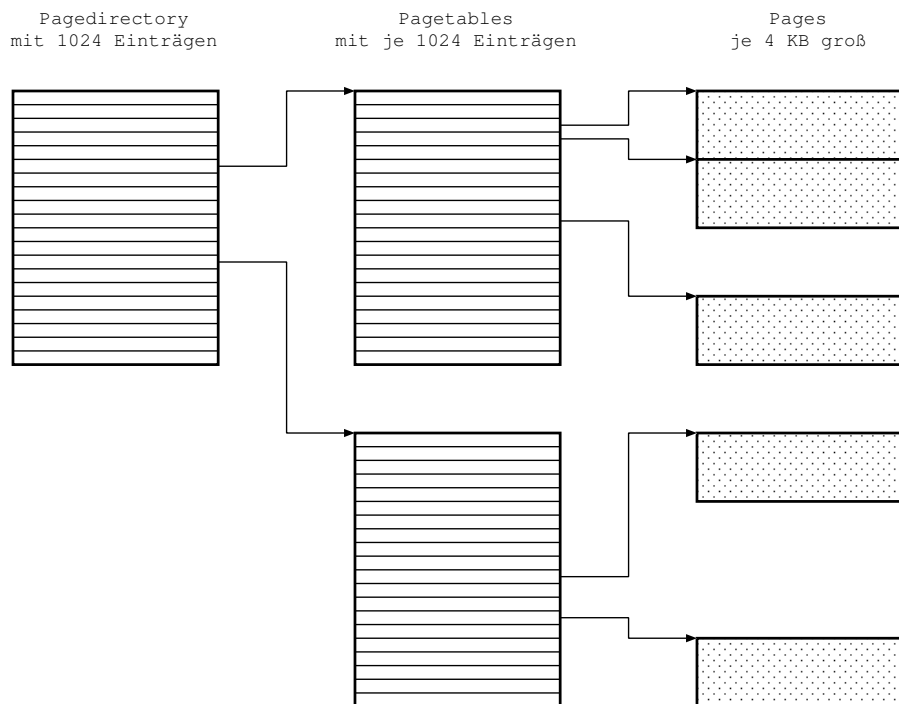 Pagedirectory
mit 1024 Einträgen
Pagetables
mit je 1024 Einträgen
Pages
je 4 KB groß